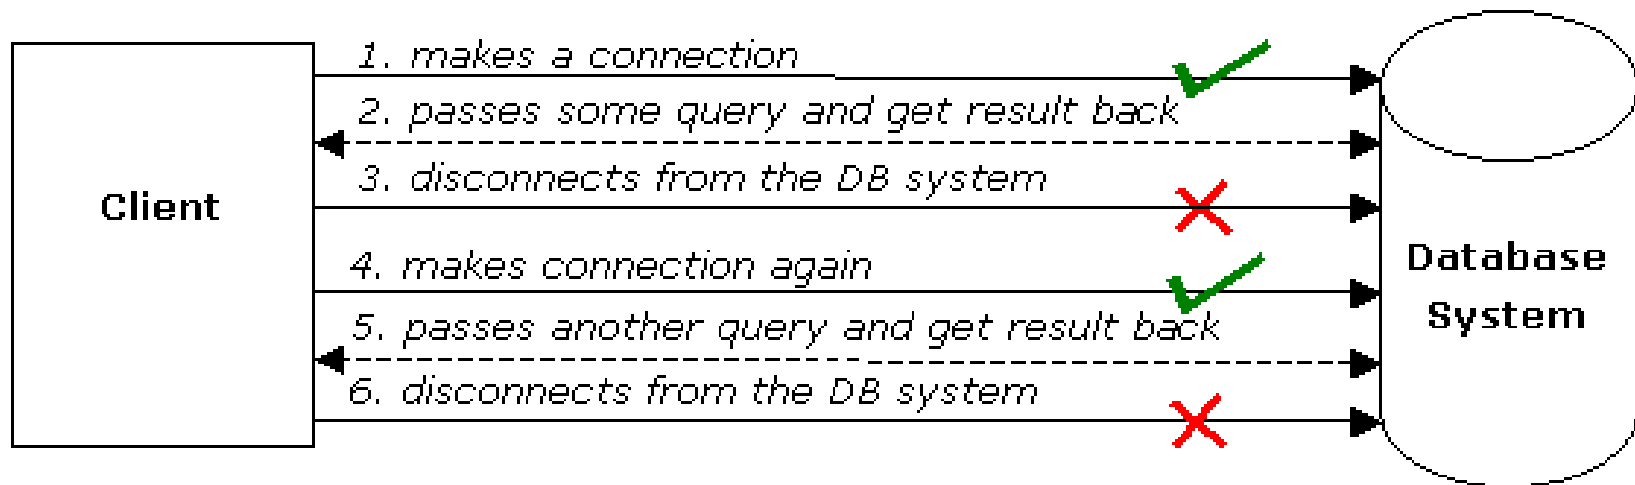 1. makes a connection
2. passes some query and get result back
3. disconnects from the DB system
Client
4. makes connection again
Database
System
5. passes another query and get result back
6. disconnects from the DB system